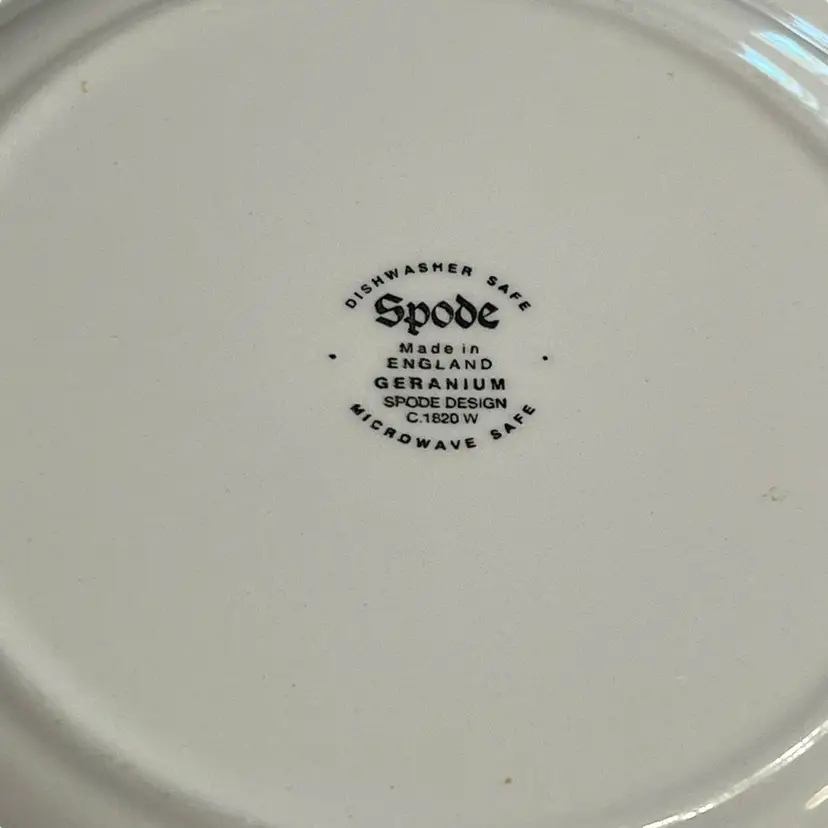 DISHWASHER SAFE
Spode
Made in
ENGLAND
GERANIUM
SPODE DESIGN
C.1820 W
MICROWAVE SAFE